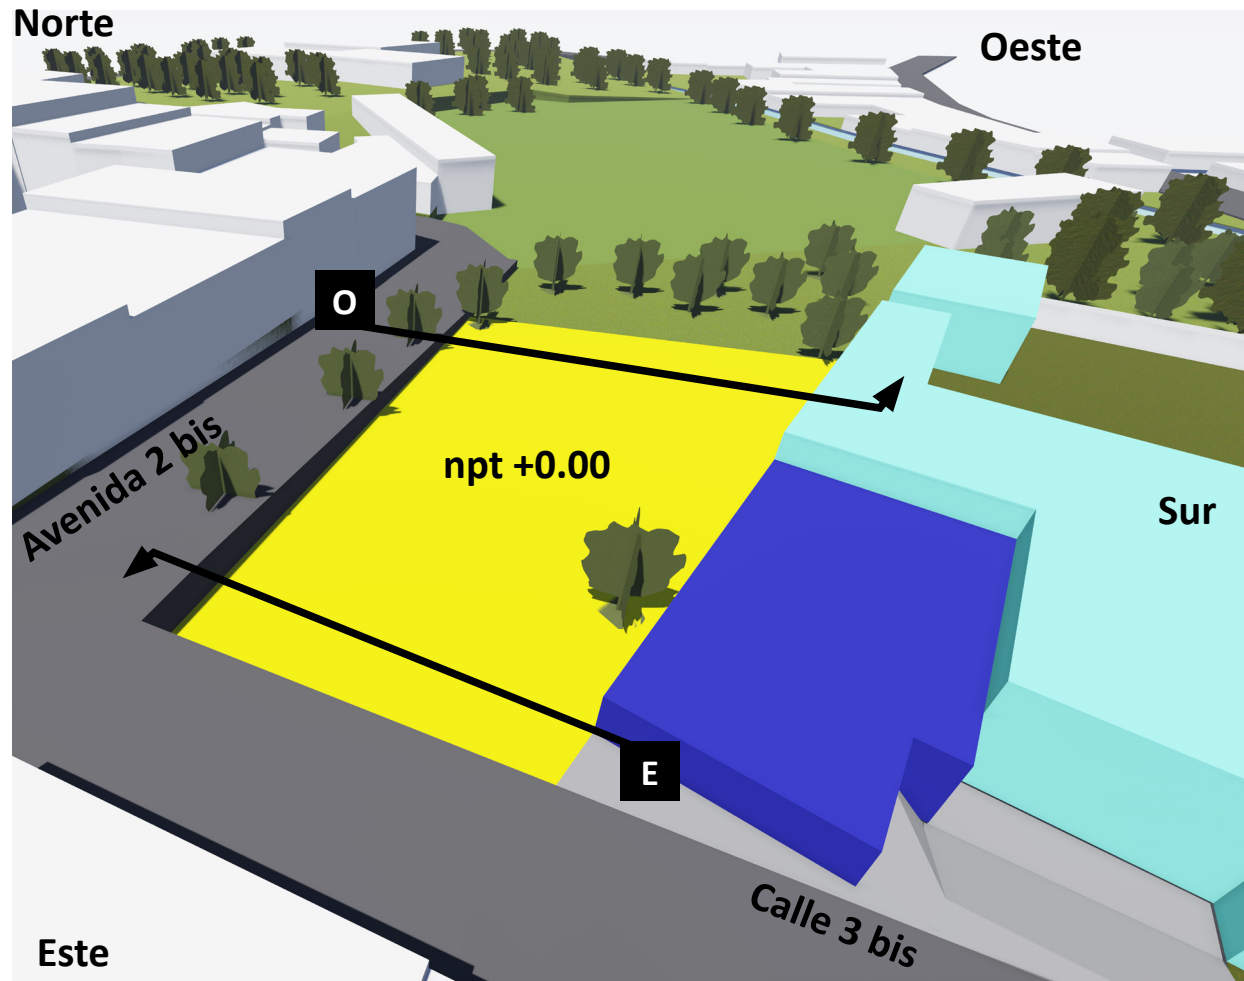 Norte
Oeste
O
Avenida 2 bis
npt +0.00
Sur
E
Calle 3 bis
Este